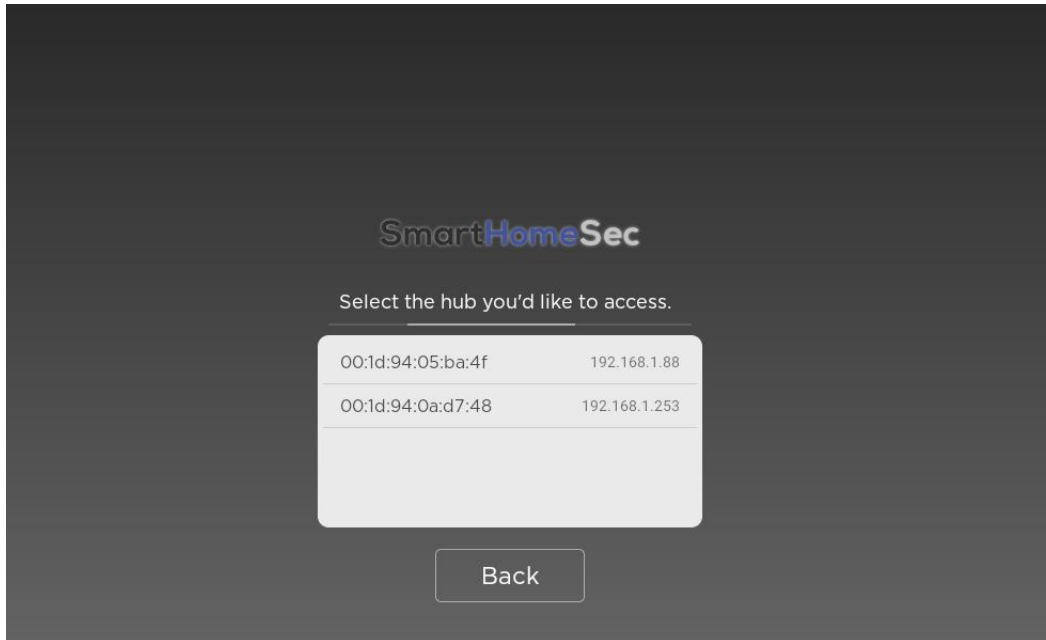 SmartHomeSec
Select the hub you'd like to access.
00:1d:94:05:ba:4f 192.168.1.88
00:1d:94:0a:d7:48 192.168.1.253
Back